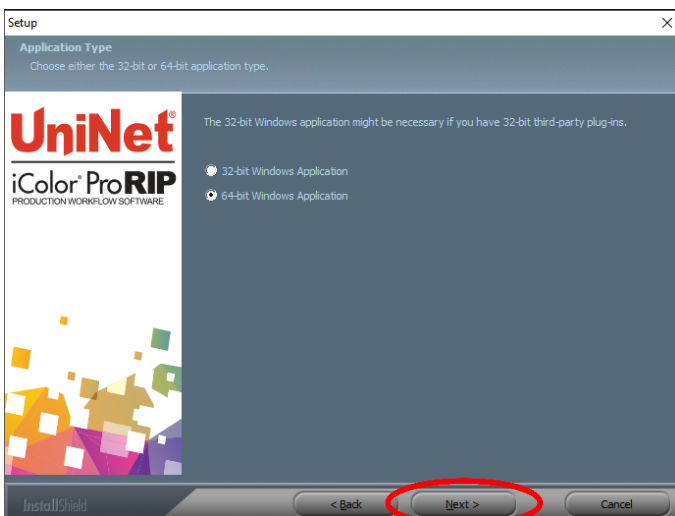 Setup
Application Type
Choose either the 32-bit or 64-bit application type.
UniNet®
iColor® ProRIP
PRODUCTION WORKFLOW SOFTWARE
The 32-bit Windows application might be necessary if you have 32-bit third-party plug-ins.
32-bit Windows Application
64-bit Windows Application
InstallShield
< Back
Next >
Cancel